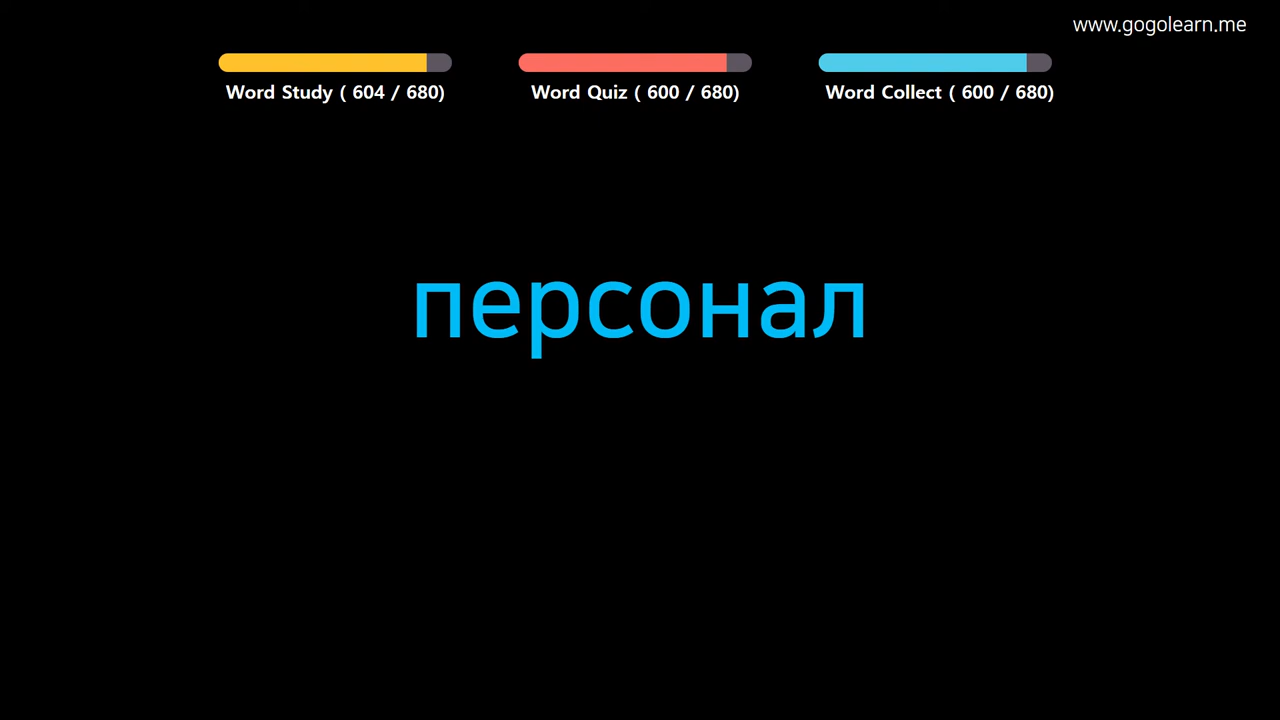 www.gogolearn.me
Word Study ( 604 / 680)
Word Quiz ( 600 / 680)
Word Collect ( 600 / 680)
персонал